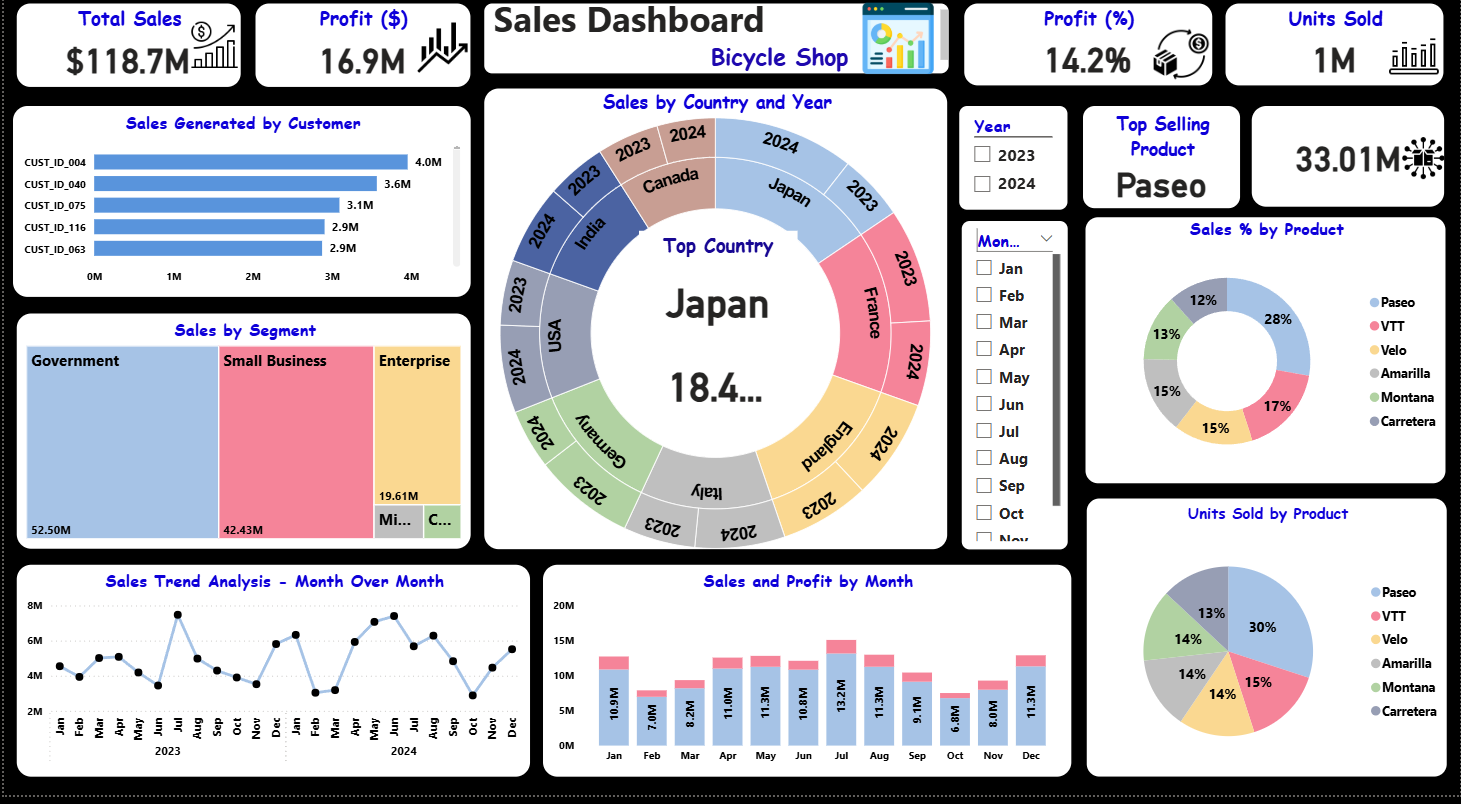 Total Sales
$118.7M
Profit ($)
16.9M
Sales Dashboard
Bicycle Shop
Profit (%)
14.2%
Units Sold
1M
Sales Generated by Customer
CUST_ID_004 4.0M
CUST_ID_040 3.6M
CUST_ID_075 3.1M
CUST_ID_116 2.9M
CUST_ID_063 2.9M
0M 1M 2M 3M 4M
Sales by Segment
Government
52.50M
Small Business
42.43M
Enterprise
19.61M
Mi...
C...
Sales by Country and Year
Japan
2024
2023
France
2023
2024
England
2024
2023
Italy
2024
2023
Germany
2023
2024
USA
2024
2023
India
2024
2023
Canada
2023
2024
Top Country
Japan
18.4...
Year
2023
2024
Mon...
Jan
Feb
Mar
Apr
May
Jun
Jul
Aug
Sep
Oct
Nov
Top Selling
Product
Paseo
33.01M
Sales % by Product
28%
17%
15%
15%
13%
12%
Paseo
VTT
Velo
Amarilla
Montana
Carretera
Units Sold by Product
30%
15%
14%
14%
14%
13%
Paseo
VTT
Velo
Amarilla
Montana
Carretera
Sales Trend Analysis - Month Over Month
8M
6M
4M
2M
Jan Feb Mar Apr May Jun Jul Aug Sep Oct Nov Dec Jan Feb Mar Apr May Jun Jul Aug Sep Oct Nov Dec
2023 2024
Sales and Profit by Month
20M
15M
10M
5M
0M
10.9M 7.0M 8.2M 11.0M 11.3M 10.8M 13.2M 11.3M 9.1M 6.8M 8.0M 11.3M
Jan Feb Mar Apr May Jun Jul Aug Sep Oct Nov Dec